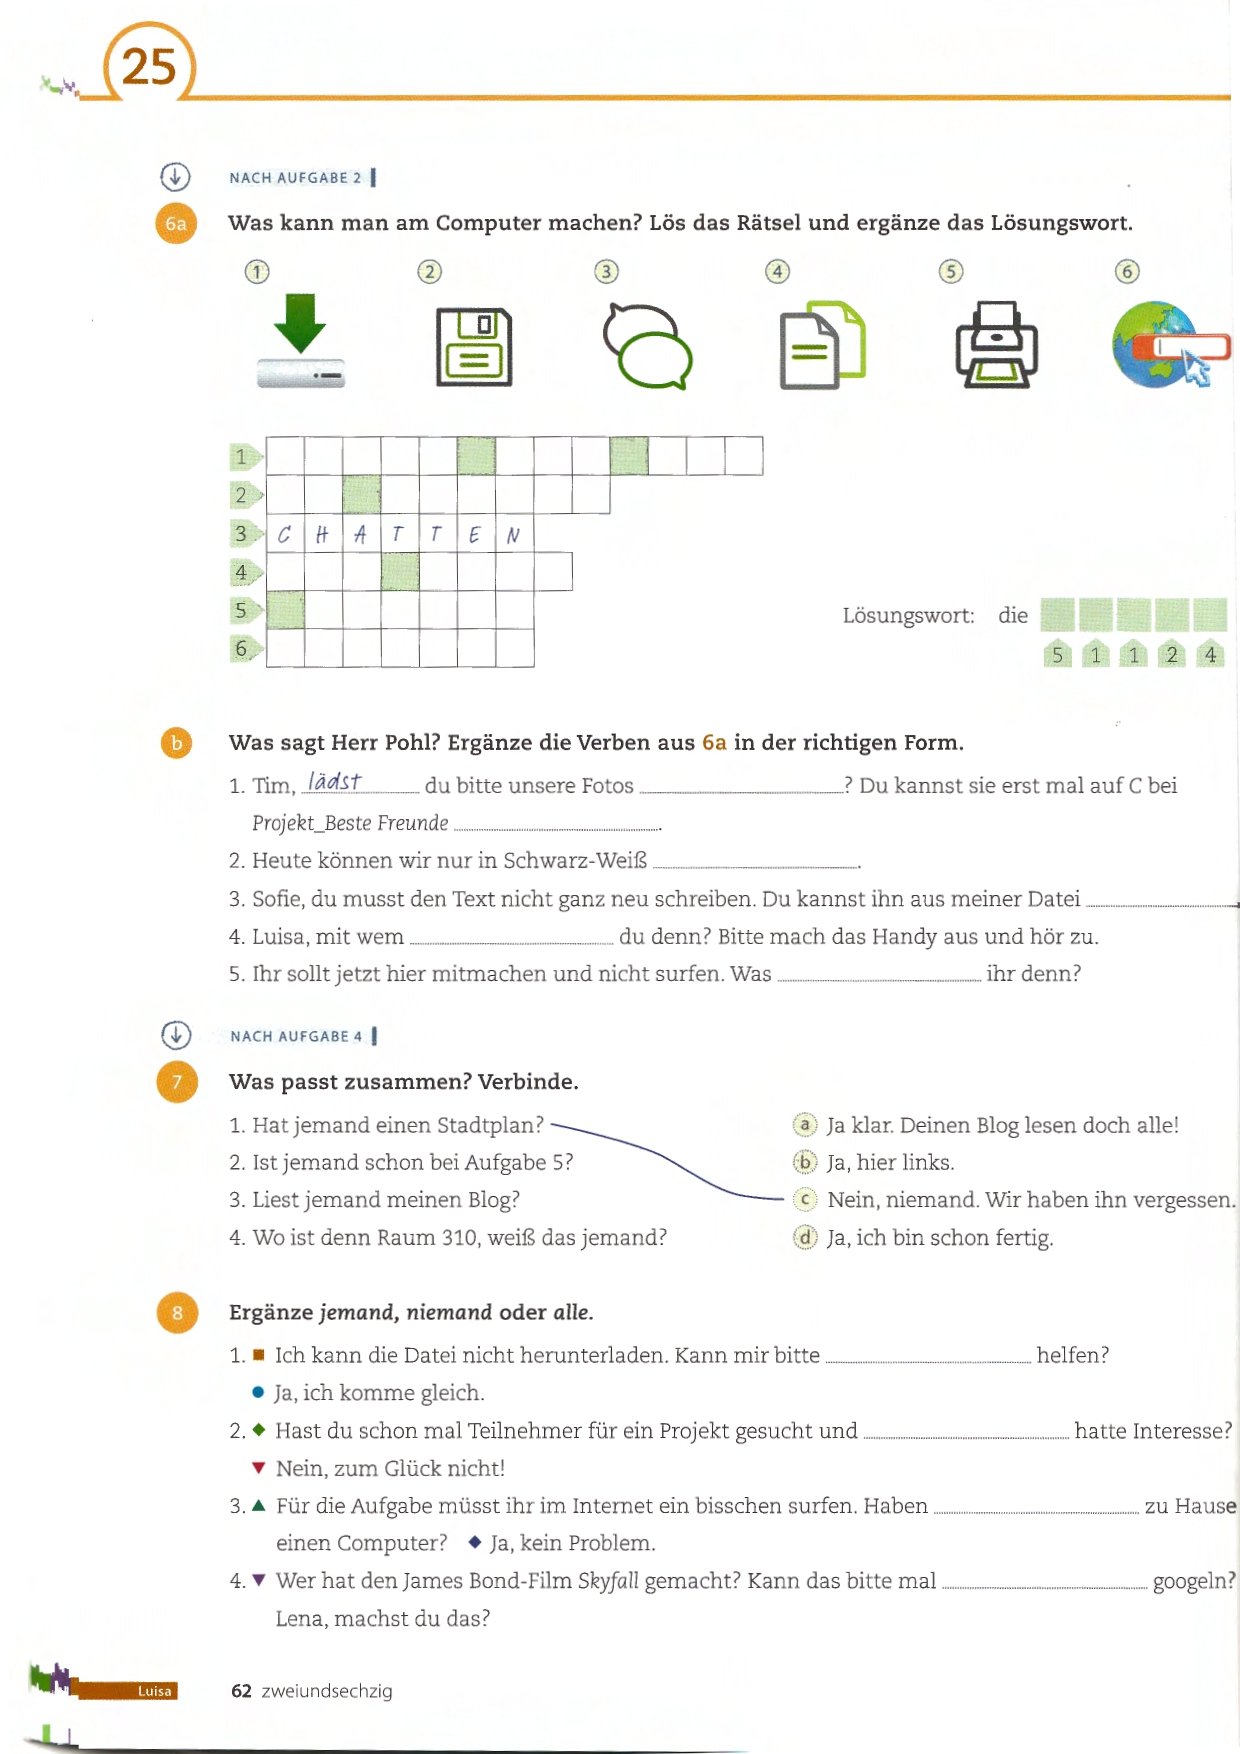 25
NACH AUFGABE 2
6a Was kann man am Computer machen? Lös das Rätsel und ergänze das Lösungswort.
1 2 3 4 5 6
1
2
3 C H A T T E N
4
5
Lösungswort: die
6
5 1 1 2 4
b Was sagt Herr Pohl? Ergänze die Verben aus 6a in der richtigen Form.
1. Tim, lädst du bitte unsere Fotos ? Du kannst sie erst mal auf C bei
Projekt_Beste Freunde .
2. Heute können wir nur in Schwarz-Weiß .
3. Sofie, du musst den Text nicht ganz neu schreiben. Du kannst ihn aus meiner Datei
4. Luisa, mit wem du denn? Bitte mach das Handy aus und hör zu.
5. Ihr sollt jetzt hier mitmachen und nicht surfen. Was ihr denn?
NACH AUFGABE 4
7 Was passt zusammen? Verbinde.
1. Hat jemand einen Stadtplan? a Ja klar. Deinen Blog lesen doch alle!
2. Ist jemand schon bei Aufgabe 5? b Ja, hier links.
3. Liest jemand meinen Blog? c Nein, niemand. Wir haben ihn vergessen.
4. Wo ist denn Raum 310, weiß das jemand? d Ja, ich bin schon fertig.
8 Ergänze jemand, niemand oder alle.
1. Ich kann die Datei nicht herunterladen. Kann mir bitte helfen?
Ja, ich komme gleich.
2. Hast du schon mal Teilnehmer für ein Projekt gesucht und hatte Interesse?
Nein, zum Glück nicht!
3. Für die Aufgabe müsst ihr im Internet ein bisschen surfen. Haben zu Hause
einen Computer? Ja, kein Problem.
4. Wer hat den James Bond-Film Skyfall gemacht? Kann das bitte mal googeln?
Lena, machst du das?
Luisa 62 zweiundsechzig